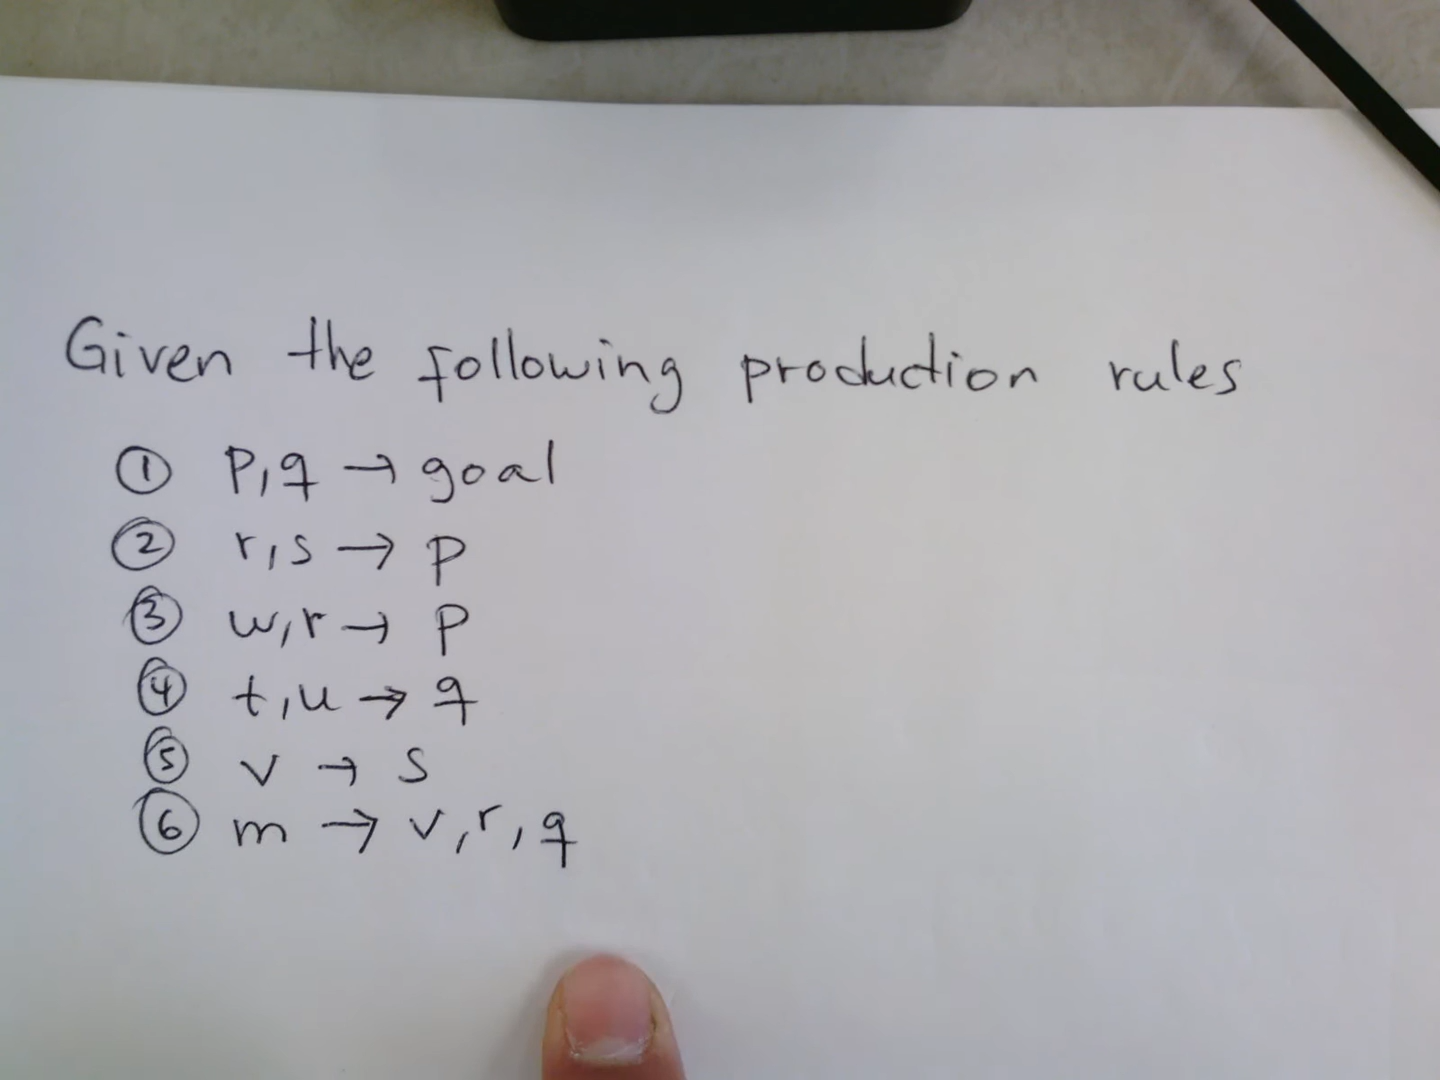 Given the following production rules
① P,q → goal
② r,s → p
③ w,r → p
④ t,u → q
⑤ v → s
⑥ m → v,r,q